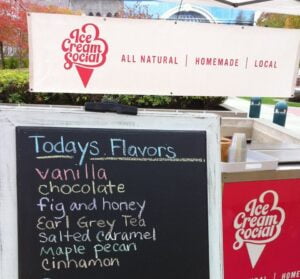 Ice
Cream
Social
ALL NATURAL | HOMEMADE | LOCAL
Todays Flavors
vanilla
chocolate
fig and honey
Earl Grey Tea
salted caramel
maple pecan
cinnamon
Ice
Cream
Social